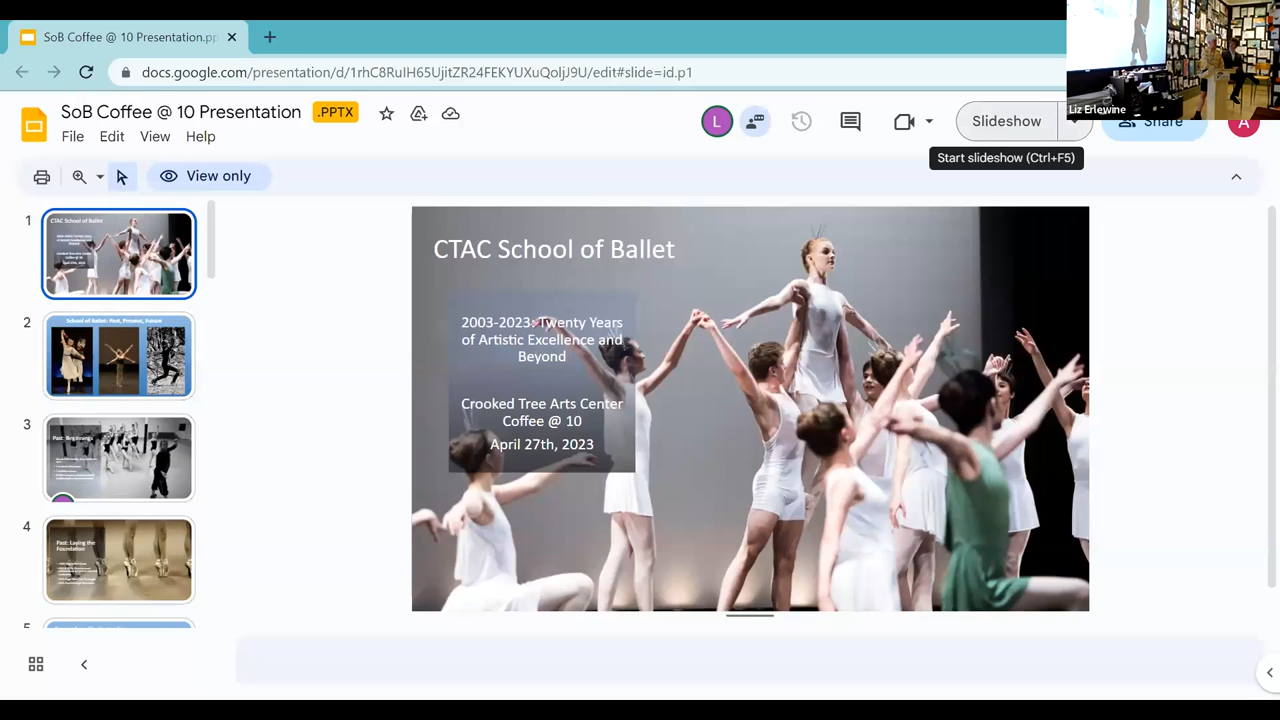 SoB Coffee @ 10 Presentation.pp
docs.google.com/presentation/d/1rhC8RuIH65UjitZR24FEKYUXuQoljJ9U/edit#slide=id.p1
Liz Erlewine
SoB Coffee @ 10 Presentation
.PPTX
File Edit View Help
L
Slideshow
Share
A
Start slideshow (Ctrl+F5)
View only
1
CTAC School of Ballet
2
School of Ballet: Past, Present, Future
3
Past: Beginnings
4
Past: Laying the
Foundation
5
CTAC School of Ballet
2003-2023: Twenty Years
of Artistic Excellence and
Beyond
Crooked Tree Arts Center
Coffee @ 10
April 27th, 2023